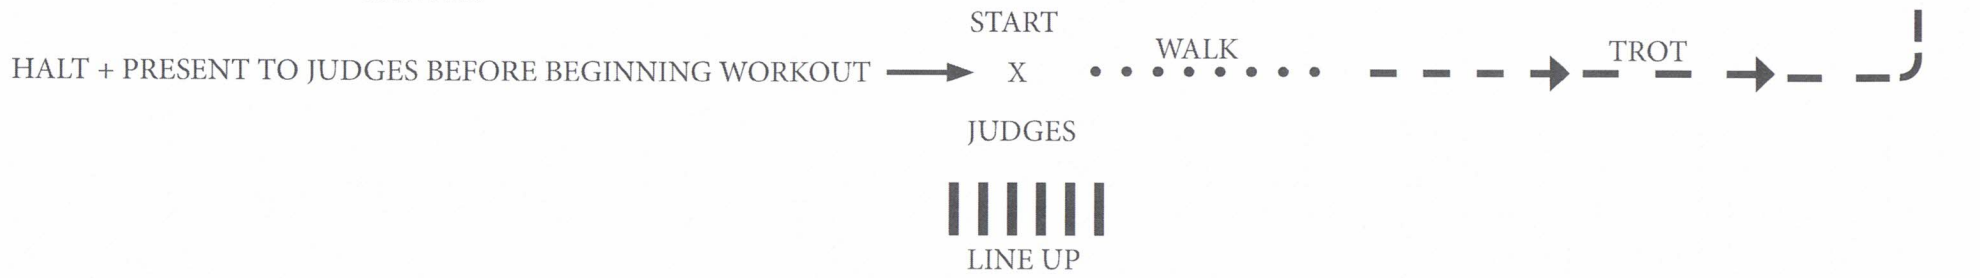 START
HALT + PRESENT TO JUDGES BEFORE BEGINNING WORKOUT X WALK TROT
JUDGES
LINE UP